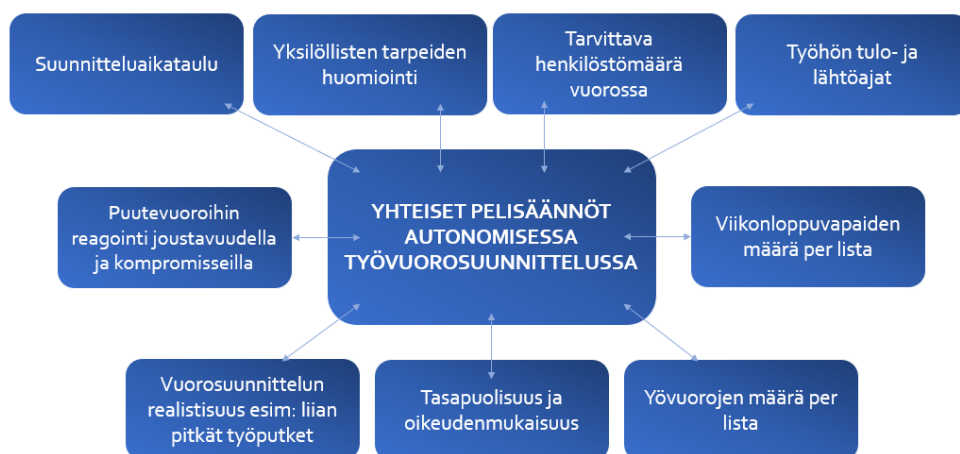 Suunnitteluaikataulu
Yksilöllisten tarpeiden
huomiointi
Tarvittava
henkilöstömäärä
vuorossa
Työhön tulo- ja
lähtöajat
Puutevuoroihin
reagointi joustavuudella
ja kompromisseilla
YHTEISET PELISÄÄNNÖT
AUTONOMISESSA
TYÖVUOROSUUNNITTELUSSA
Viikonloppuvapaiden
määrä per lista
Vuorosuunnittelun
realistisuus esim: liian
pitkät työputket
Tasapuolisuus ja
oikeudenmukaisuus
Yövuorojen määrä per
lista